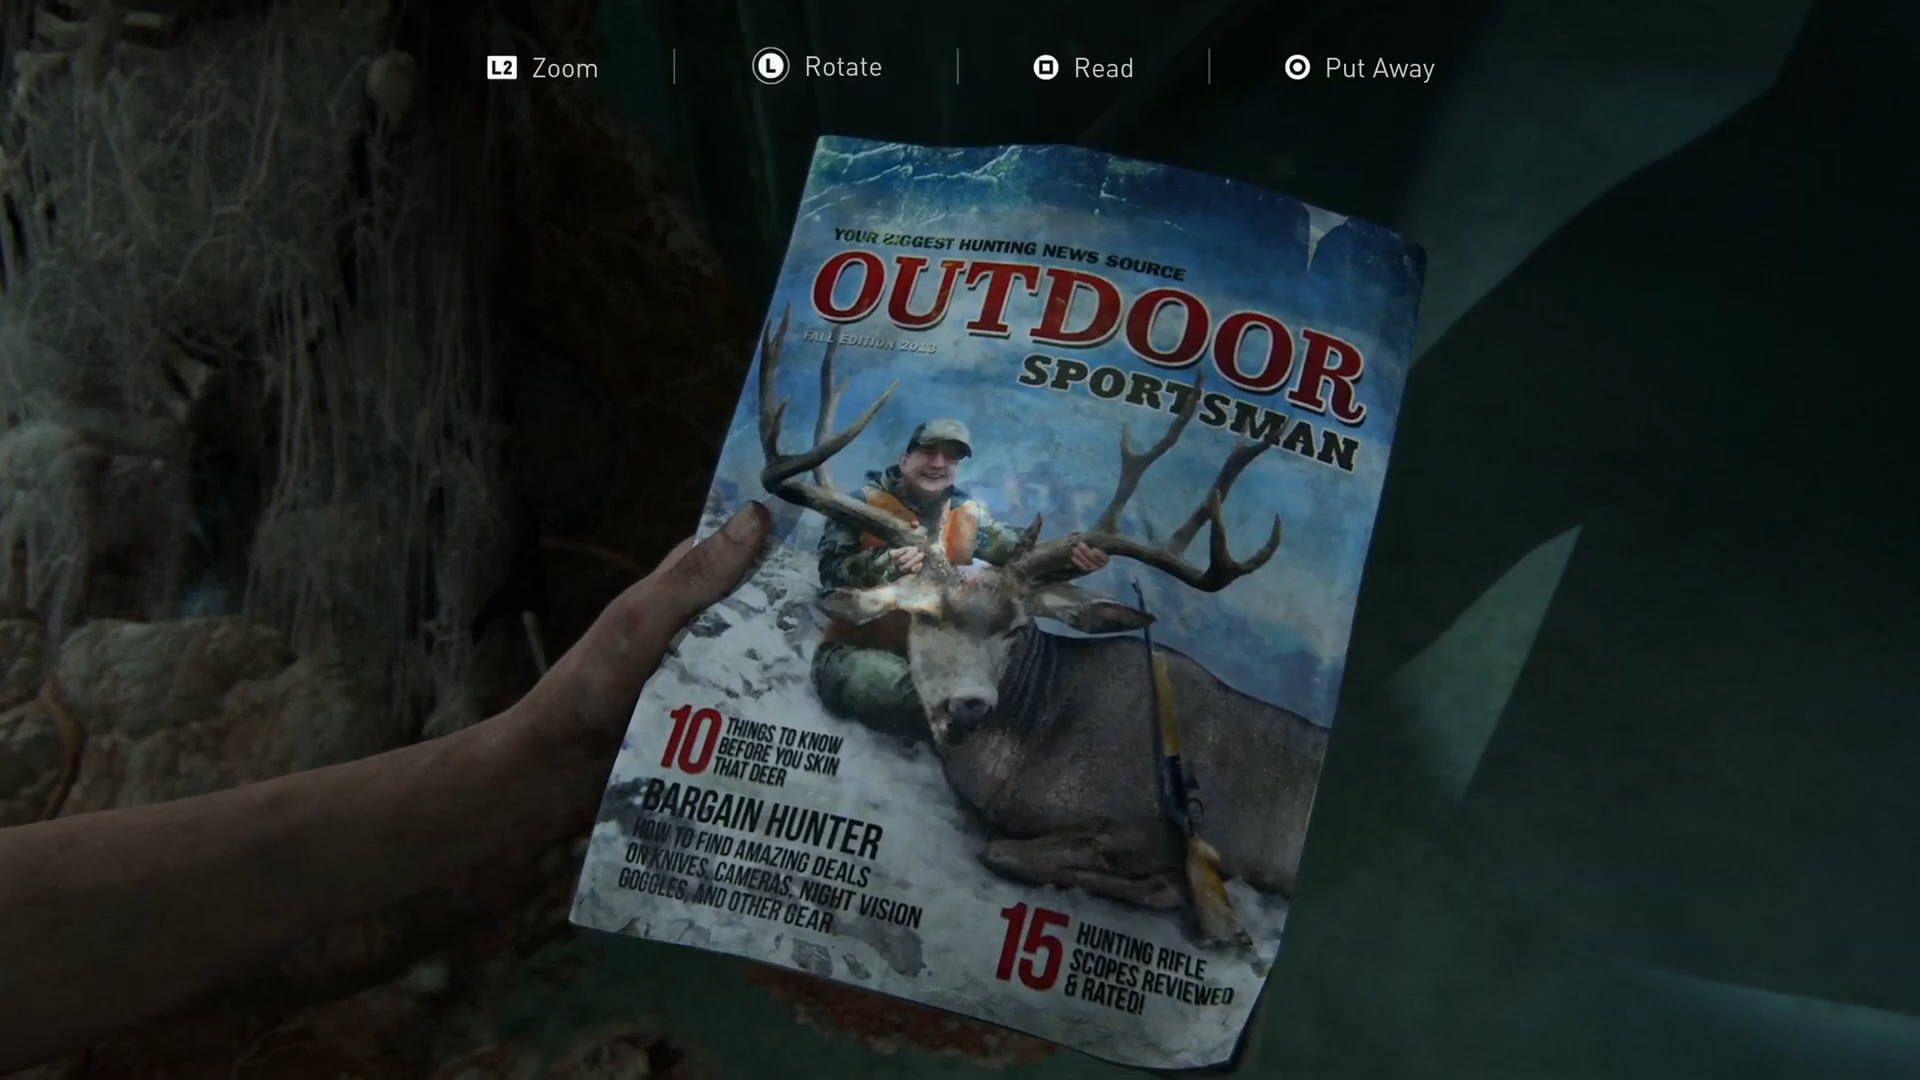 L2 Zoom
L Rotate
Read
Put Away
YOUR BIGGEST HUNTING NEWS SOURCE
OUTDOOR
FALL EDITION 2013
SPORTSMAN
10 THINGS TO KNOW
BEFORE YOU SKIN
THAT DEER
BARGAIN HUNTER
HOW TO FIND AMAZING DEALS
ON KNIVES, CAMERAS, NIGHT VISION
GOGGLES, AND OTHER GEAR
15 HUNTING RIFLE
SCOPES REVIEWED
& RATED!